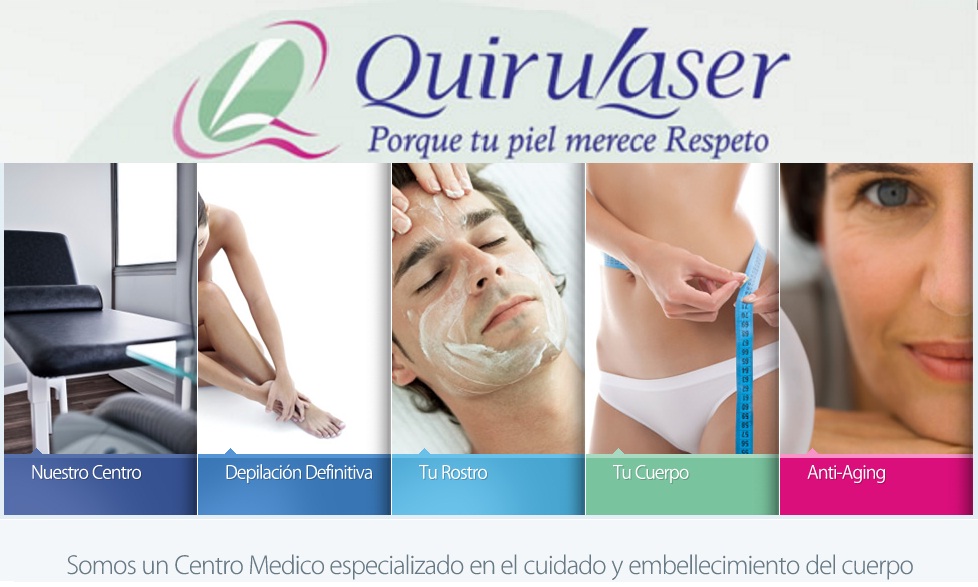 Quirulaser
Porque tu piel merece Respeto
Nuestro Centro
Depilación Definitiva
Tu Rostro
Tu Cuerpo
Anti-Aging
Somos un Centro Medico especializado en el cuidado y embellecimiento del cuerpo